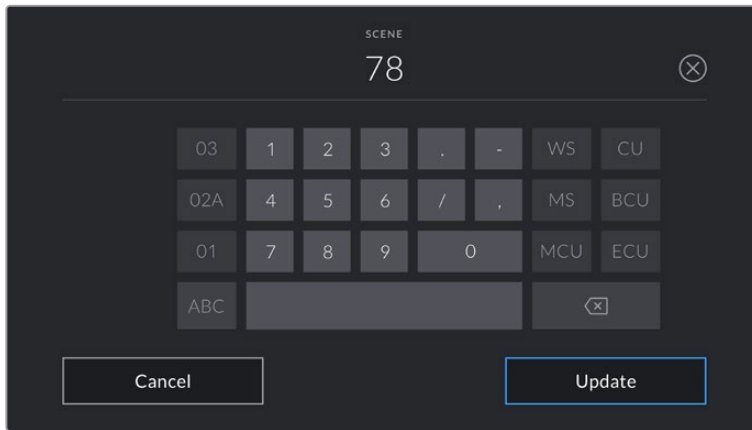 SCENE
78
03 1 2 3 . - WS CU
02A 4 5 6 / , MS BCU
01 7 8 9 0 MCU ECU
ABC
Cancel Update